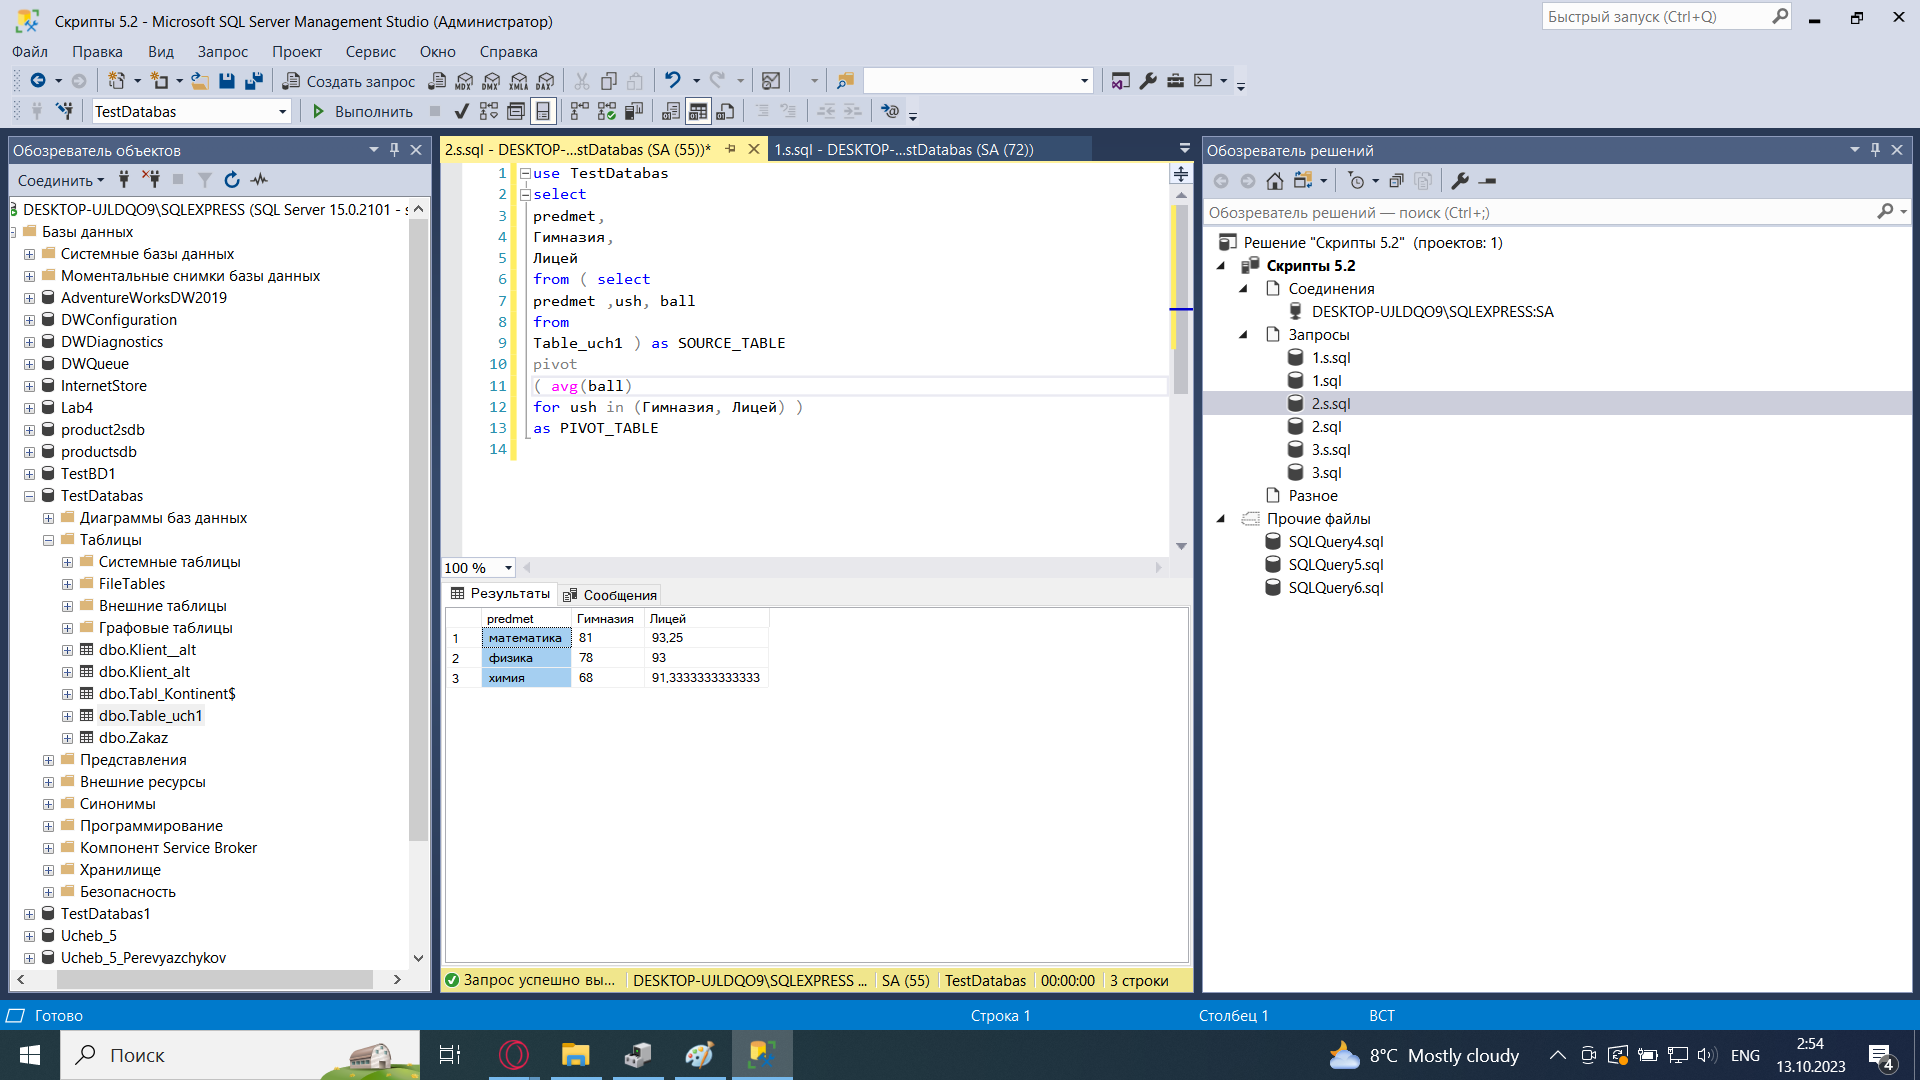 Скрипты 5.2 - Microsoft SQL Server Management Studio (Администратор)
Быстрый запуск (Ctrl+Q)
Файл Правка Вид Запрос Проект Сервис Окно Справка
Создать запрос
MDX DMX XMLA DAX
TestDatabas
Выполнить
Обозреватель объектов
Соединить
DESKTOP-UJLDQO9\SQLEXPRESS (SQL Server 15.0.2101 - s
Базы данных
Системные базы данных
Моментальные снимки базы данных
AdventureWorksDW2019
DWConfiguration
DWDiagnostics
DWQueue
InternetStore
Lab4
product2sdb
productsdb
TestBD1
TestDatabas
Диаграммы баз данных
Таблицы
Системные таблицы
FileTables
Внешние таблицы
Графовые таблицы
dbo.Klient__alt
dbo.Klient_alt
dbo.Tabl_Kontinent$
dbo.Table_uch1
dbo.Zakaz
Представления
Внешние ресурсы
Синонимы
Программирование
Компонент Service Broker
Хранилище
Безопасность
TestDatabas1
Ucheb_5
Ucheb_5_Perevyazchykov
2.s.sql - DESKTOP-...stDatabas (SA (55))*
1.s.sql - DESKTOP-...stDatabas (SA (72))
1 use TestDatabas
2 select
3 predmet,
4 Гимназия,
5 Лицей
6 from ( select
7 predmet ,ush, ball
8 from
9 Table_uch1 ) as SOURCE_TABLE
10 pivot
11 ( avg(ball)
12 for ush in (Гимназия, Лицей) )
13 as PIVOT_TABLE
14
100 %
Результаты Сообщения
predmet Гимназия Лицей
1 математика 81 93,25
2 физика 78 93
3 химия 68 91,3333333333333
Запрос успешно вы... DESKTOP-UJLDQO9\SQLEXPRESS ... SA (55) TestDatabas 00:00:00 3 строки
Обозреватель решений
Обозреватель решений — поиск (Ctrl+;)
Решение "Скрипты 5.2" (проектов: 1)
Скрипты 5.2
Соединения
DESKTOP-UJLDQO9\SQLEXPRESS:SA
Запросы
1.s.sql
1.sql
2.s.sql
2.sql
3.s.sql
3.sql
Разное
Прочие файлы
SQLQuery4.sql
SQLQuery5.sql
SQLQuery6.sql
Готово Строка 1 Столбец 1 ВСТ
Поиск
8°C Mostly cloudy
ENG
2:54
13.10.2023
4